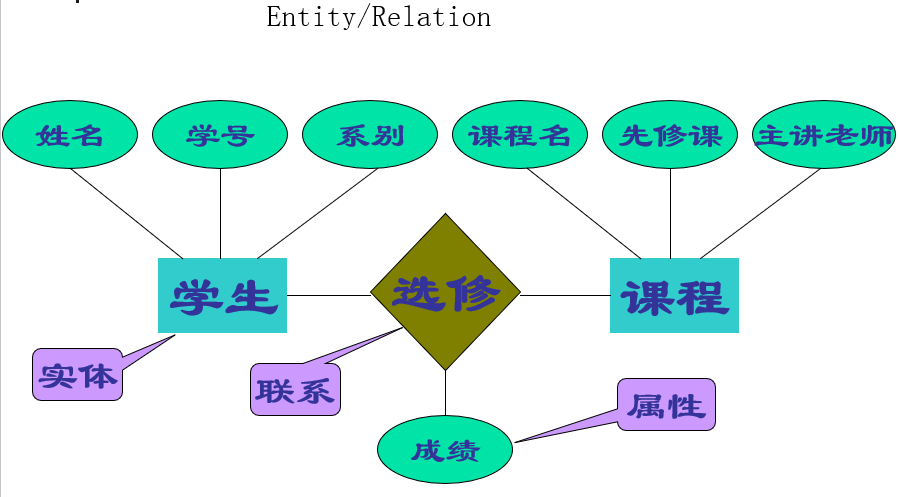 Entity/Relation
姓名
学号
系别
课程名
先修课
主讲老师
学生
选修
课程
实体
联系
属性
成绩